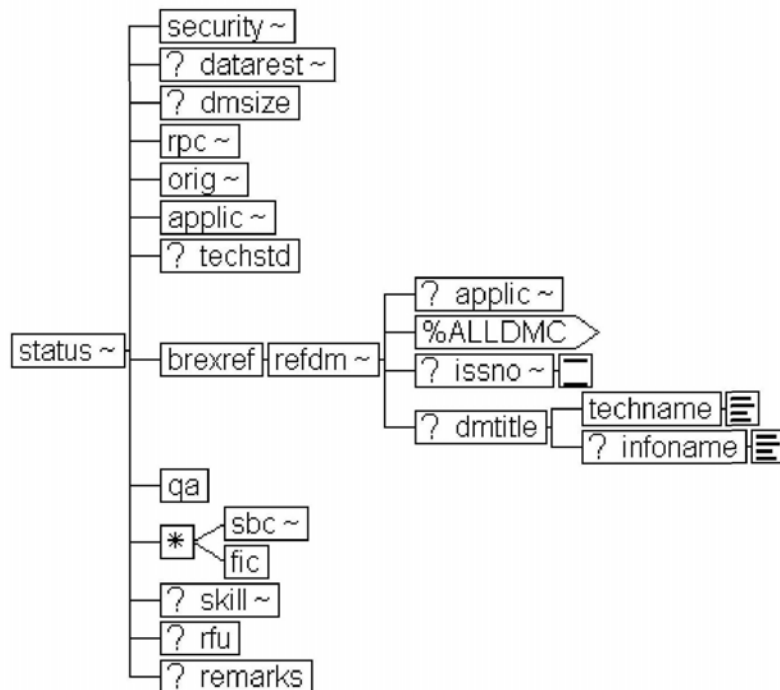 security ~
? datarest ~
? dmsize
rpc ~
orig ~
applic ~
? techstd
status ~
brexref
refdm ~
? applic ~
%ALLDMC
? issno ~
? dmtitle
techname
? infoname
qa
*
sbc ~
fic
? skill ~
? rfu
? remarks